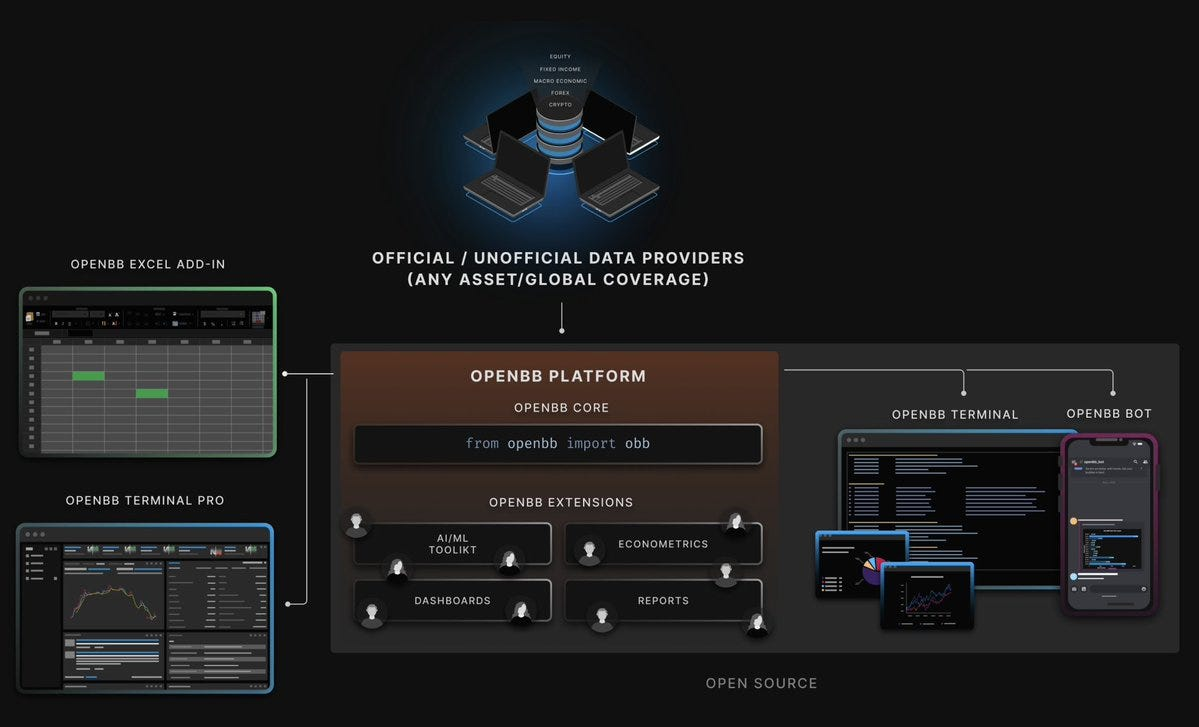 EQUITY
FIXED INCOME
MACRO ECONOMIC
FOREX
CRYPTO
OFFICIAL / UNOFFICIAL DATA PROVIDERS
(ANY ASSET/GLOBAL COVERAGE)
OPENBB EXCEL ADD-IN
OPENBB TERMINAL PRO
OPENBB PLATFORM
OPENBB CORE
from openbb import obb
OPENBB EXTENSIONS
AI/ML
TOOLIKT
ECONOMETRICS
DASHBOARDS
REPORTS
OPENBB TERMINAL
OPENBB BOT
openbb_bot
OPEN SOURCE